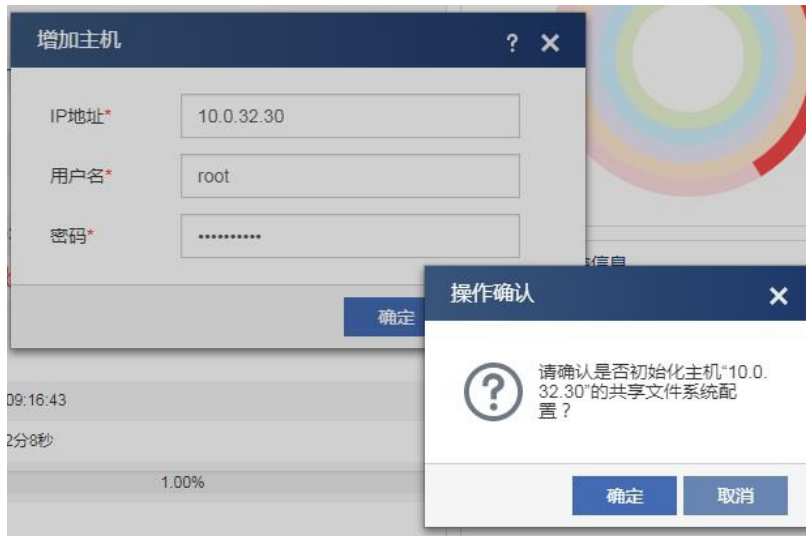 增加主机
?
IP地址*
10.0.32.30
用户名*
root
密码*
••••••••••
确定
信息
操作确认
请确认是否初始化主机“10.0.
32.30”的共享文件系统配
置？
确定
取消
09:16:43
2分8秒
1.00%